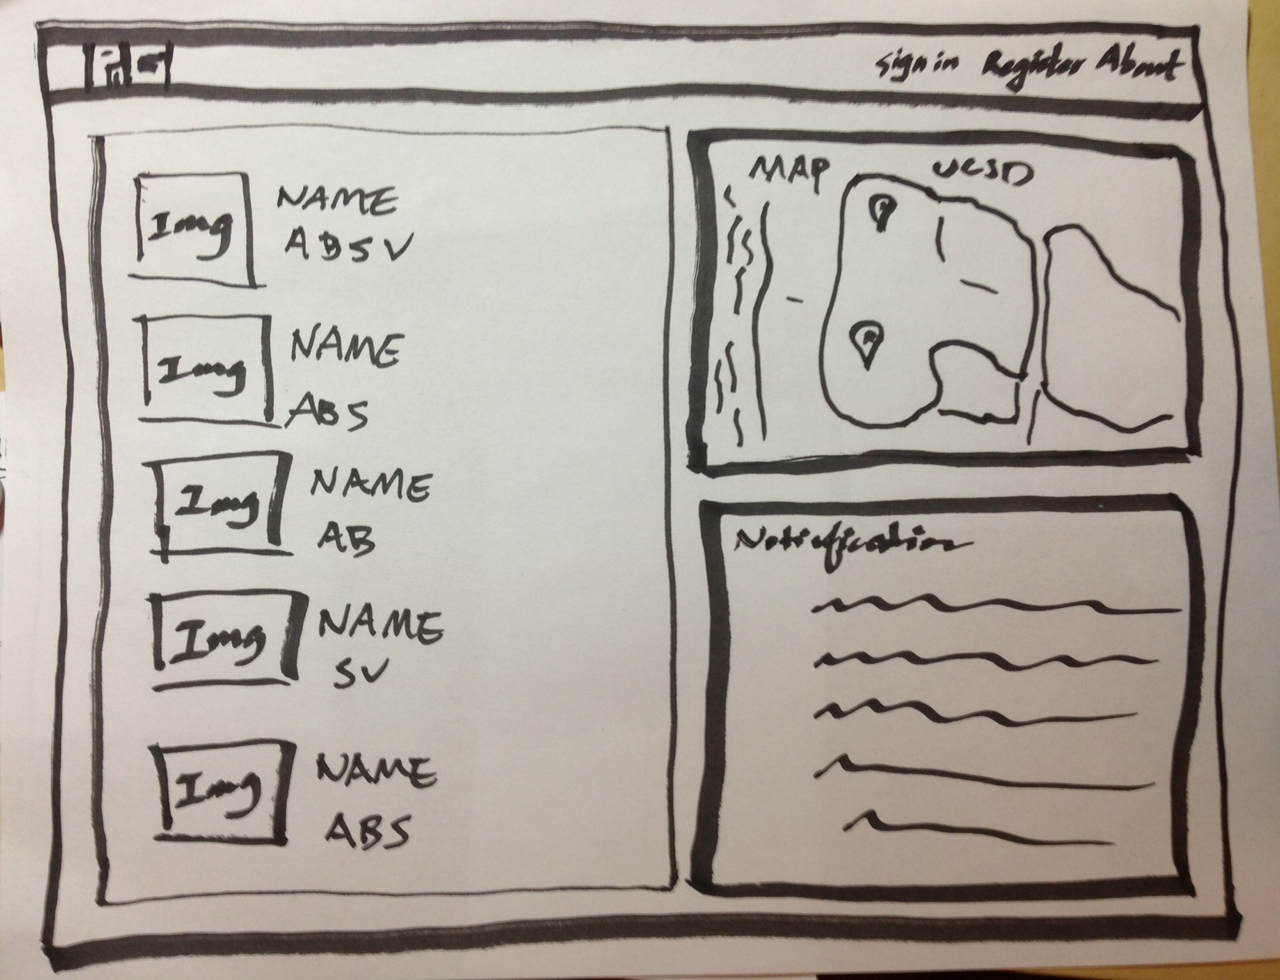 Sign in Register About
Img
NAME
ABSV
Img
NAME
ABS
Img
NAME
AB
Img
NAME
SV
Img
NAME
ABS
MAP UCSD
Notification